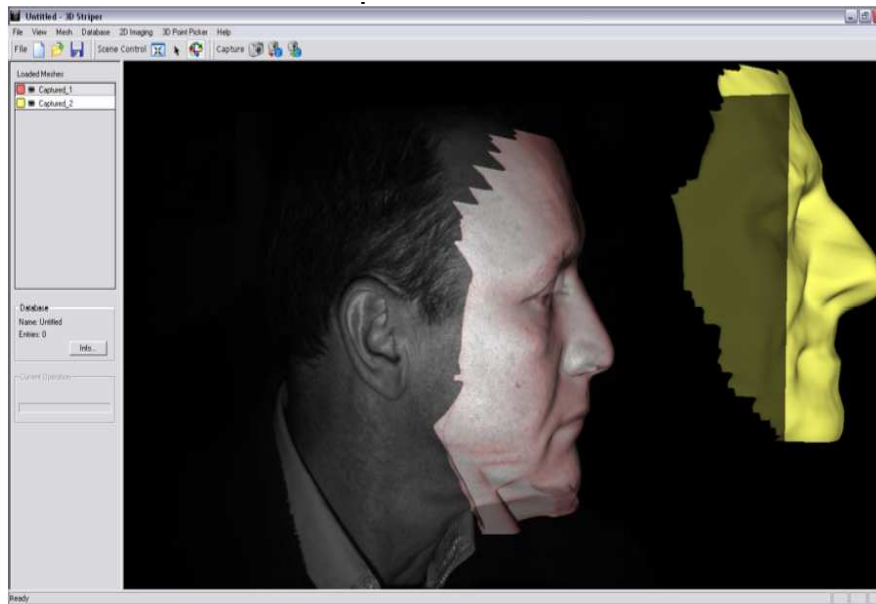 Untitled - 3D Striper
File View Mesh Database 2D Imaging 3D Point Picker Help
File Scene Control Capture
Loaded Meshes
Captured_1
Captured_2
Database
Name: Untitled
Entries: 0
Info...
Current Operation
Ready